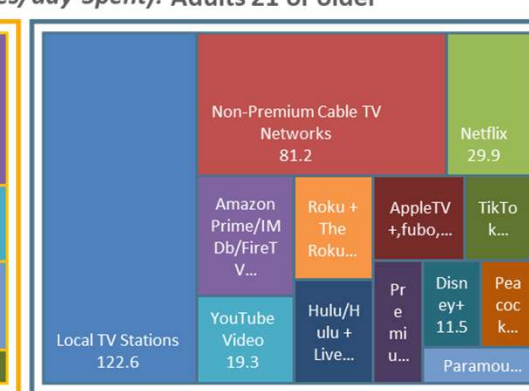 es/day Spent): Adults 21 or older
Local TV Stations
122.6
Non-Premium Cable TV
Networks
81.2
Netflix
29.9
Amazon
Prime/IM
Db/FireT
V...
YouTube
Video
19.3
Roku +
The
Roku...
Hulu/H
ulu +
Live...
AppleTV
+,fubo,...
TikTo
k...
Pr
e
mi
u...
Disn
ey+
11.5
Pea
coc
k...
Paramou...